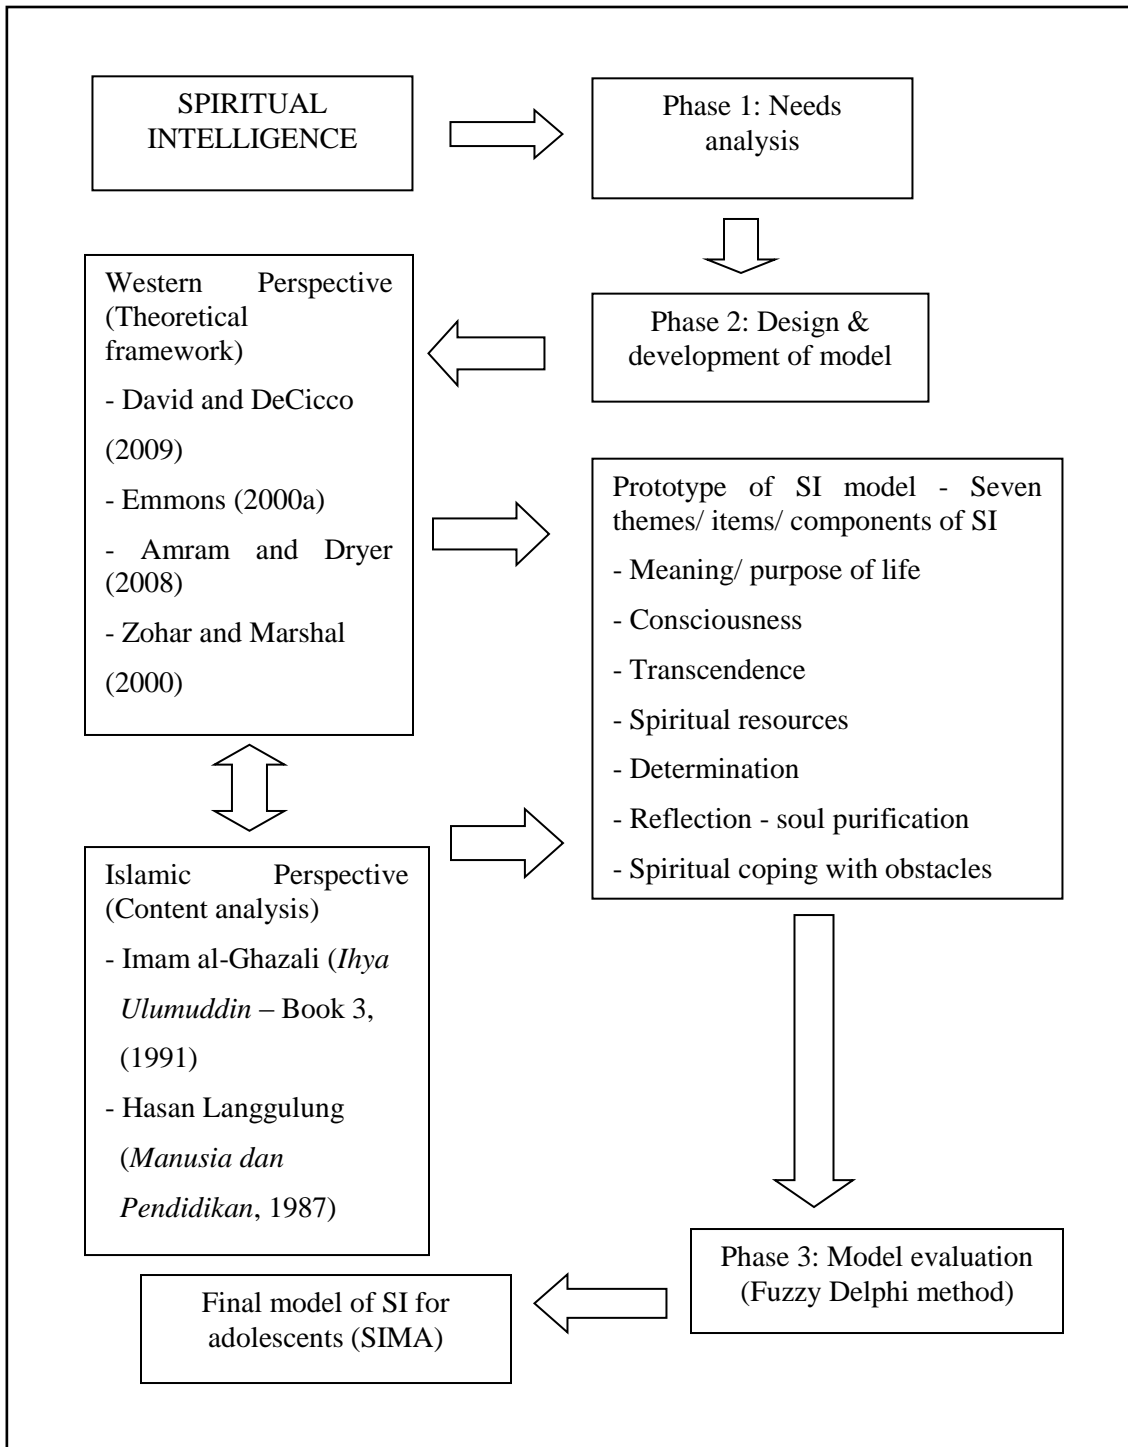 SPIRITUAL
INTELLIGENCE
Phase 1: Needs
analysis
Western Perspective
(Theoretical
framework)
- David and DeCicco
(2009)
- Emmons (2000a)
- Amram and Dryer
(2008)
- Zohar and Marshal
(2000)
Phase 2: Design &
development of model
Prototype of SI model - Seven
themes/ items/ components of SI
- Meaning/ purpose of life
- Consciousness
- Transcendence
- Spiritual resources
- Determination
- Reflection - soul purification
- Spiritual coping with obstacles
Islamic Perspective
(Content analysis)
- Imam al-Ghazali (Ihya
Ulumuddin – Book 3,
(1991)
- Hasan Langgulung
(Manusia dan
Pendidikan, 1987)
Phase 3: Model evaluation
(Fuzzy Delphi method)
Final model of SI for
adolescents (SIMA)